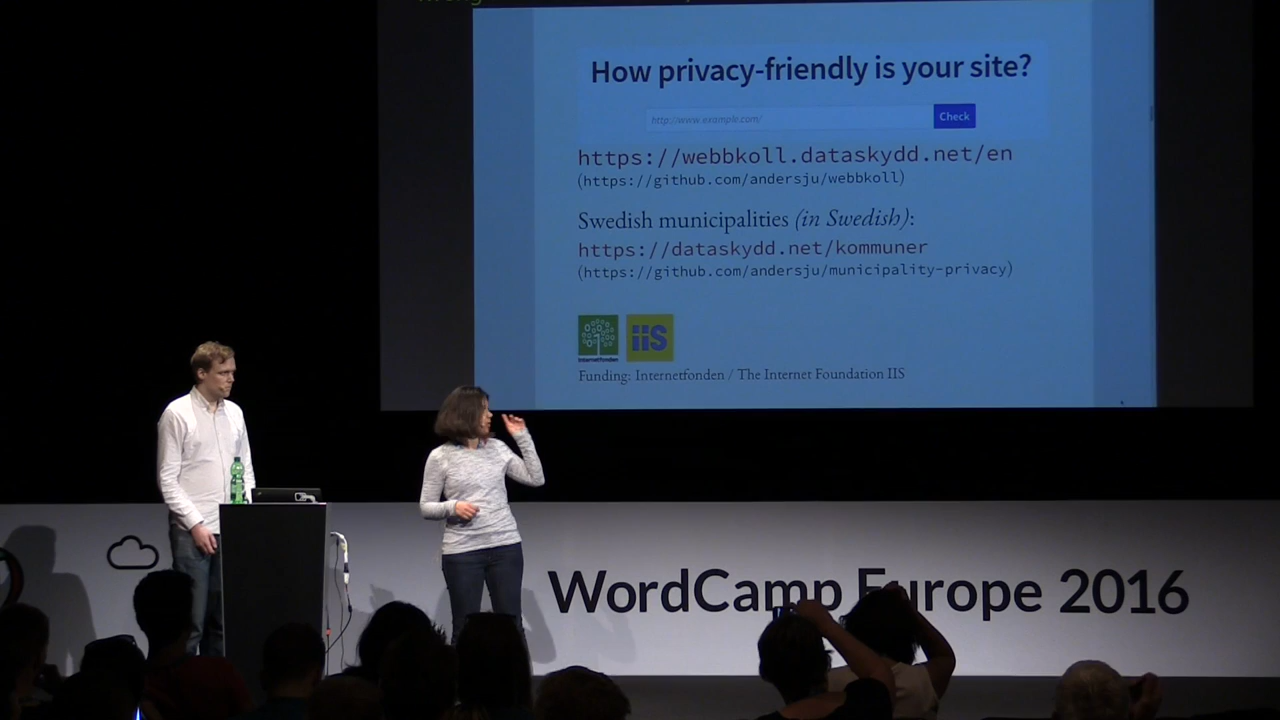 How privacy-friendly is your site?
http://www.example.com/
Check
https://webbkoll.dataskydd.net/en
(https://github.com/andersju/webbkoll)
Swedish municipalities (in Swedish):
https://dataskydd.net/kommuner
(https://github.com/andersju/municipality-privacy)
internetfonden
iiS
Funding: Internetfonden / The Internet Foundation IIS
WordCamp Europe 2016